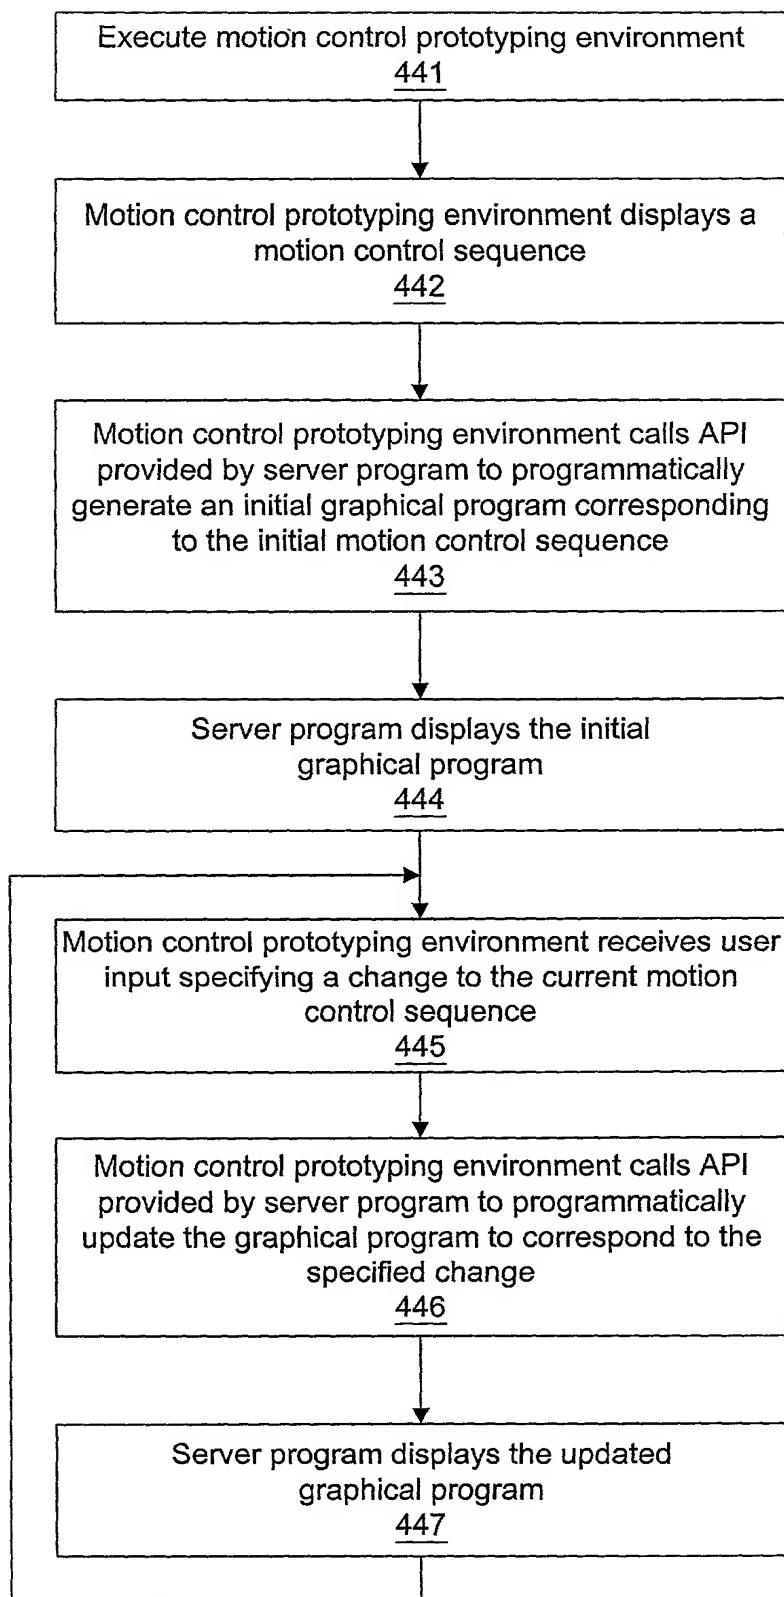 Execute motion control prototyping environment
441
Motion control prototyping environment displays a
motion control sequence
442
Motion control prototyping environment calls API
provided by server program to programmatically
generate an initial graphical program corresponding
to the initial motion control sequence
443
Server program displays the initial
graphical program
444
Motion control prototyping environment receives user
input specifying a change to the current motion
control sequence
445
Motion control prototyping environment calls API
provided by server program to programmatically
update the graphical program to correspond to the
specified change
446
Server program displays the updated
graphical program
447